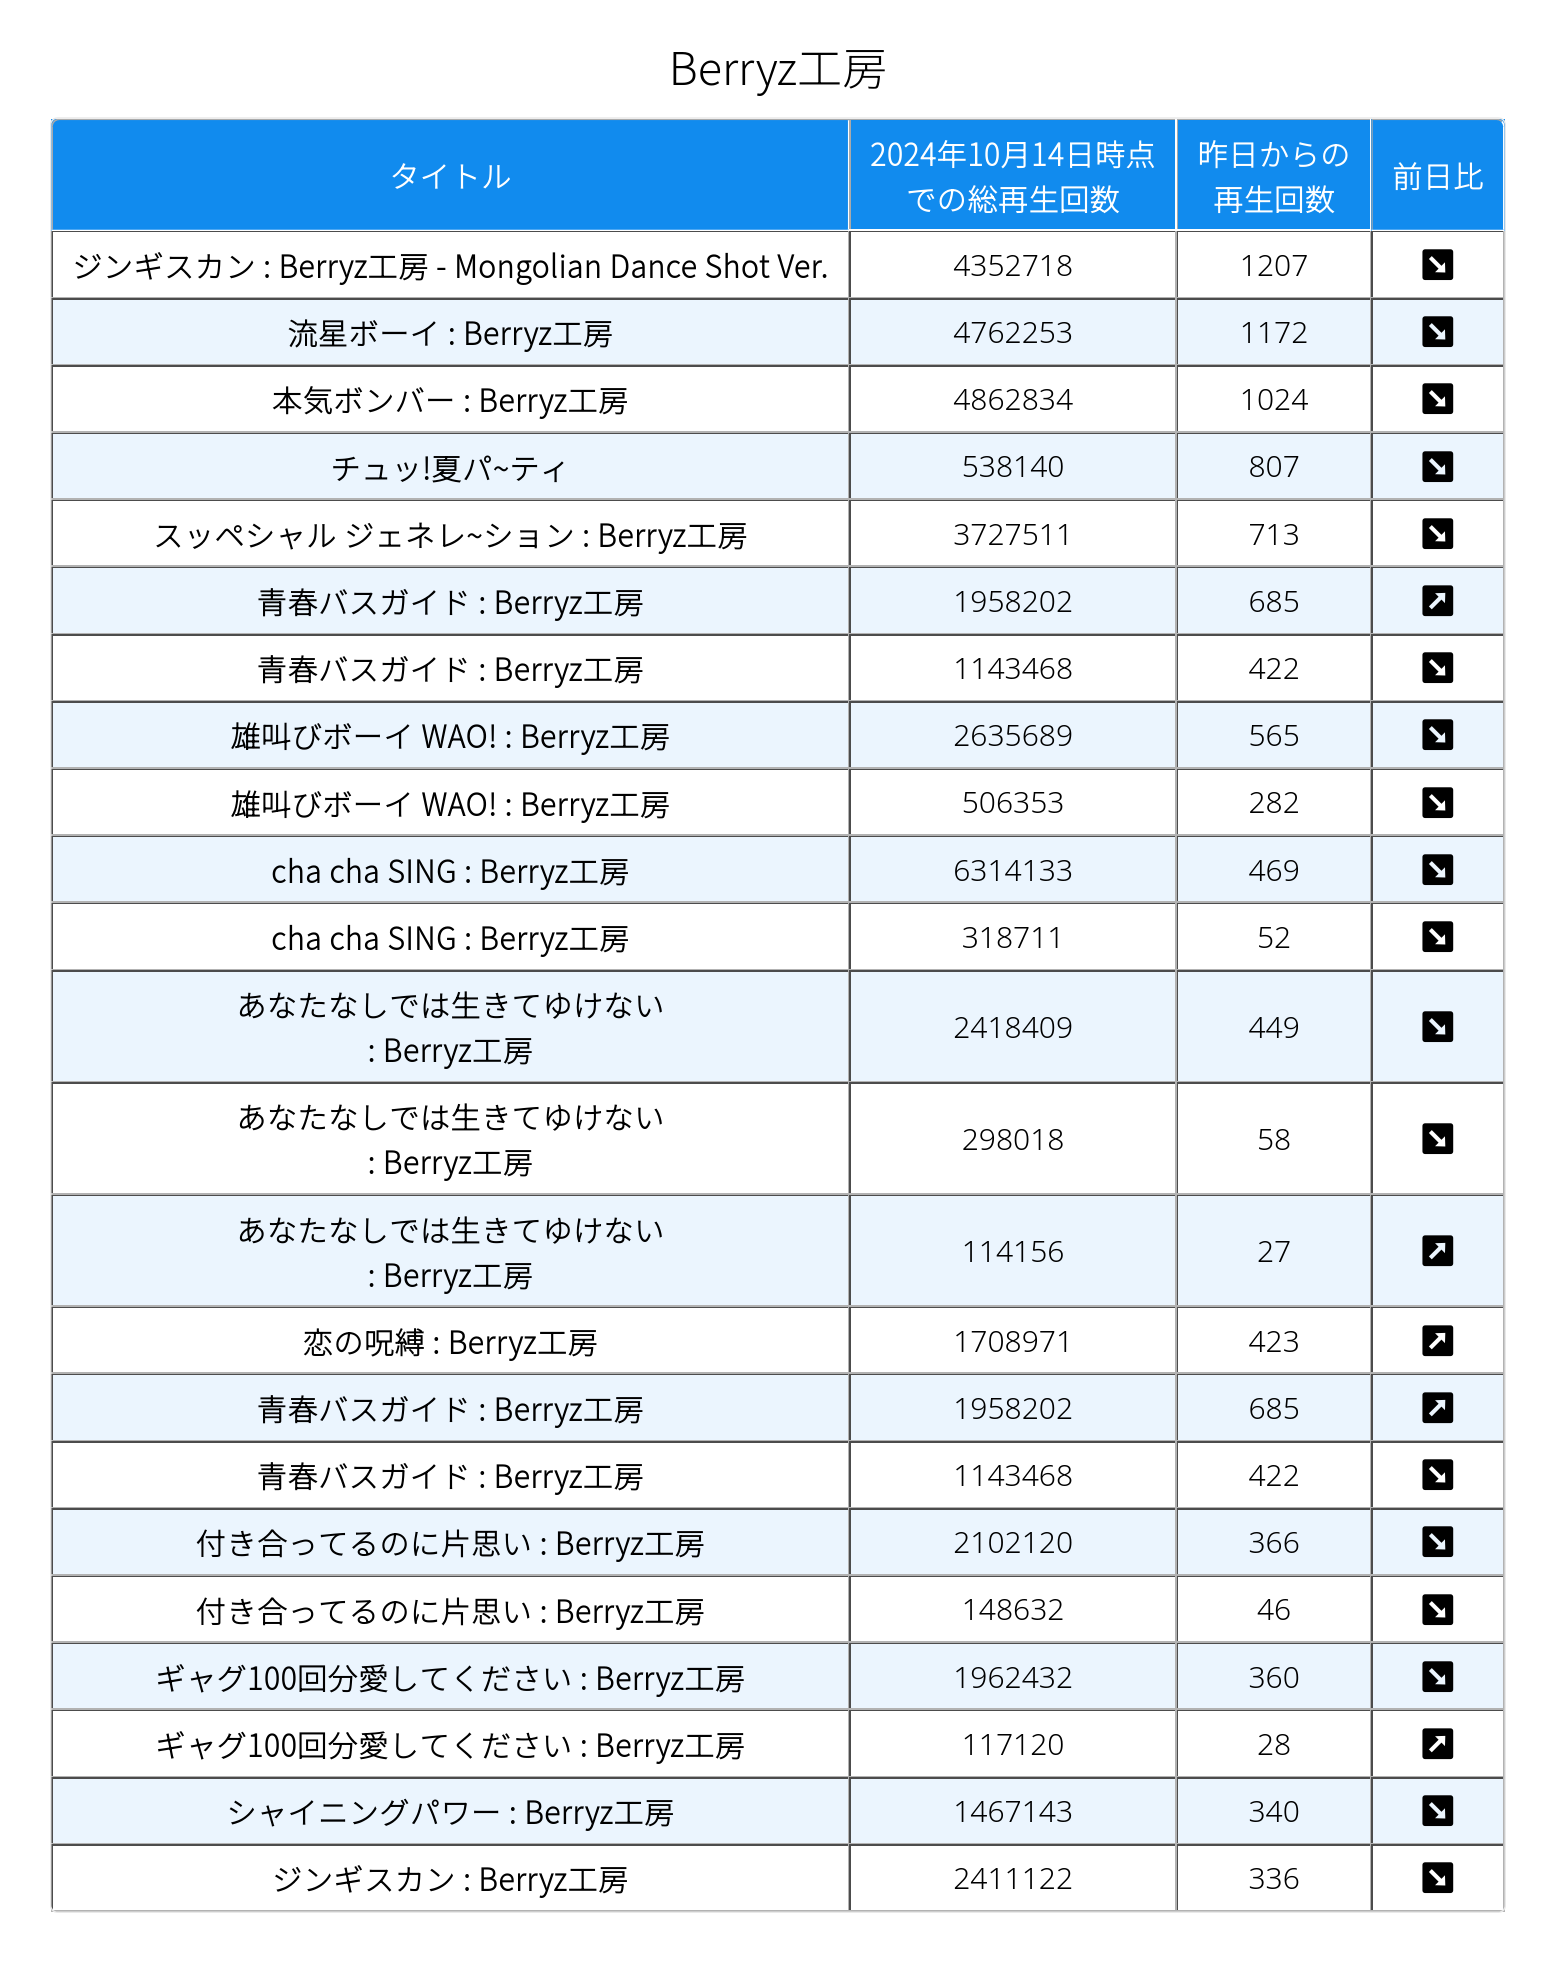 Berryz工房
タイトル 2024年10月14日時点 昨日からの 前日比
での総再生回数 再生回数
ジンギスカン : Berryz工房 - Mongolian Dance Shot Ver. 4352718 1207
流星ボーイ : Berryz工房 4762253 1172
本気ボンバー : Berryz工房 4862834 1024
チュッ!夏パ~ティ 538140 807
スッペシャル ジェネレ~ション : Berryz工房 3727511 713
青春バスガイド : Berryz工房 1958202 685
青春バスガイド : Berryz工房 1143468 422
雄叫びボーイ WAO! : Berryz工房 2635689 565
雄叫びボーイ WAO! : Berryz工房 506353 282
cha cha SING : Berryz工房 6314133 469
cha cha SING : Berryz工房 318711 52
あなたなしでは生きてゆけない
: Berryz工房 2418409 449
あなたなしでは生きてゆけない
: Berryz工房 298018 58
あなたなしでは生きてゆけない
: Berryz工房 114156 27
恋の呪縛 : Berryz工房 1708971 423
青春バスガイド : Berryz工房 1958202 685
青春バスガイド : Berryz工房 1143468 422
付き合ってるのに片思い : Berryz工房 2102120 366
付き合ってるのに片思い : Berryz工房 148632 46
ギャグ100回分愛してください : Berryz工房 1962432 360
ギャグ100回分愛してください : Berryz工房 117120 28
シャイニングパワー : Berryz工房 1467143 340
ジンギスカン : Berryz工房 2411122 336